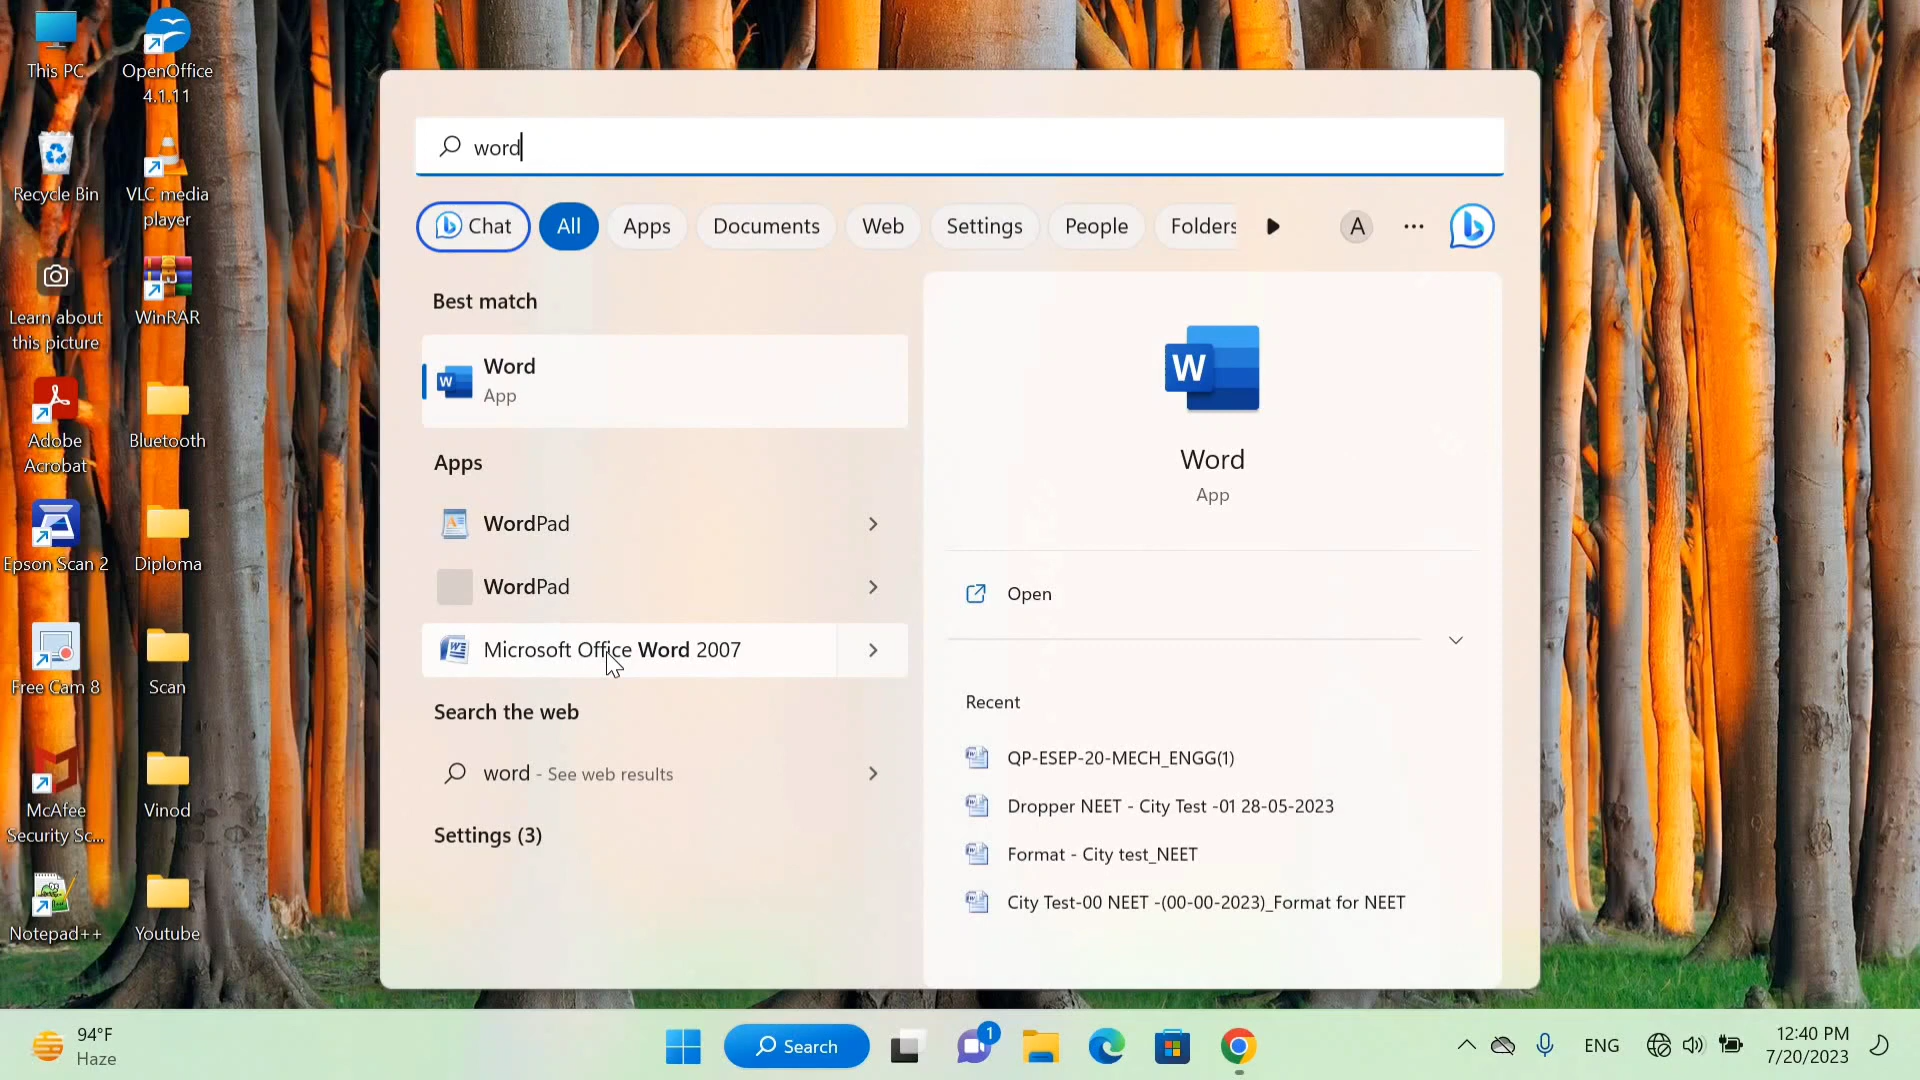 This PC
OpenOffice
4.1.11
Recycle Bin
VLC media
player
Learn about
this picture
WinRAR
Adobe
Acrobat
Bluetooth
Epson Scan 2
Diploma
Free Cam 8
Scan
McAfee
Security Sc...
Vinod
Notepad++
Youtube
word
Chat
All
Apps
Documents
Web
Settings
People
Folders
A
Best match
Word
App
Apps
WordPad
WordPad
Microsoft Office Word 2007
Search the web
word - See web results
Settings (3)
W
Word
App
Open
Recent
QP-ESEP-20-MECH_ENGG(1)
Dropper NEET - City Test -01 28-05-2023
Format - City test_NEET
City Test-00 NEET -(00-00-2023)_Format for NEET
94°F
Haze
Search
1
ENG
12:40 PM
7/20/2023